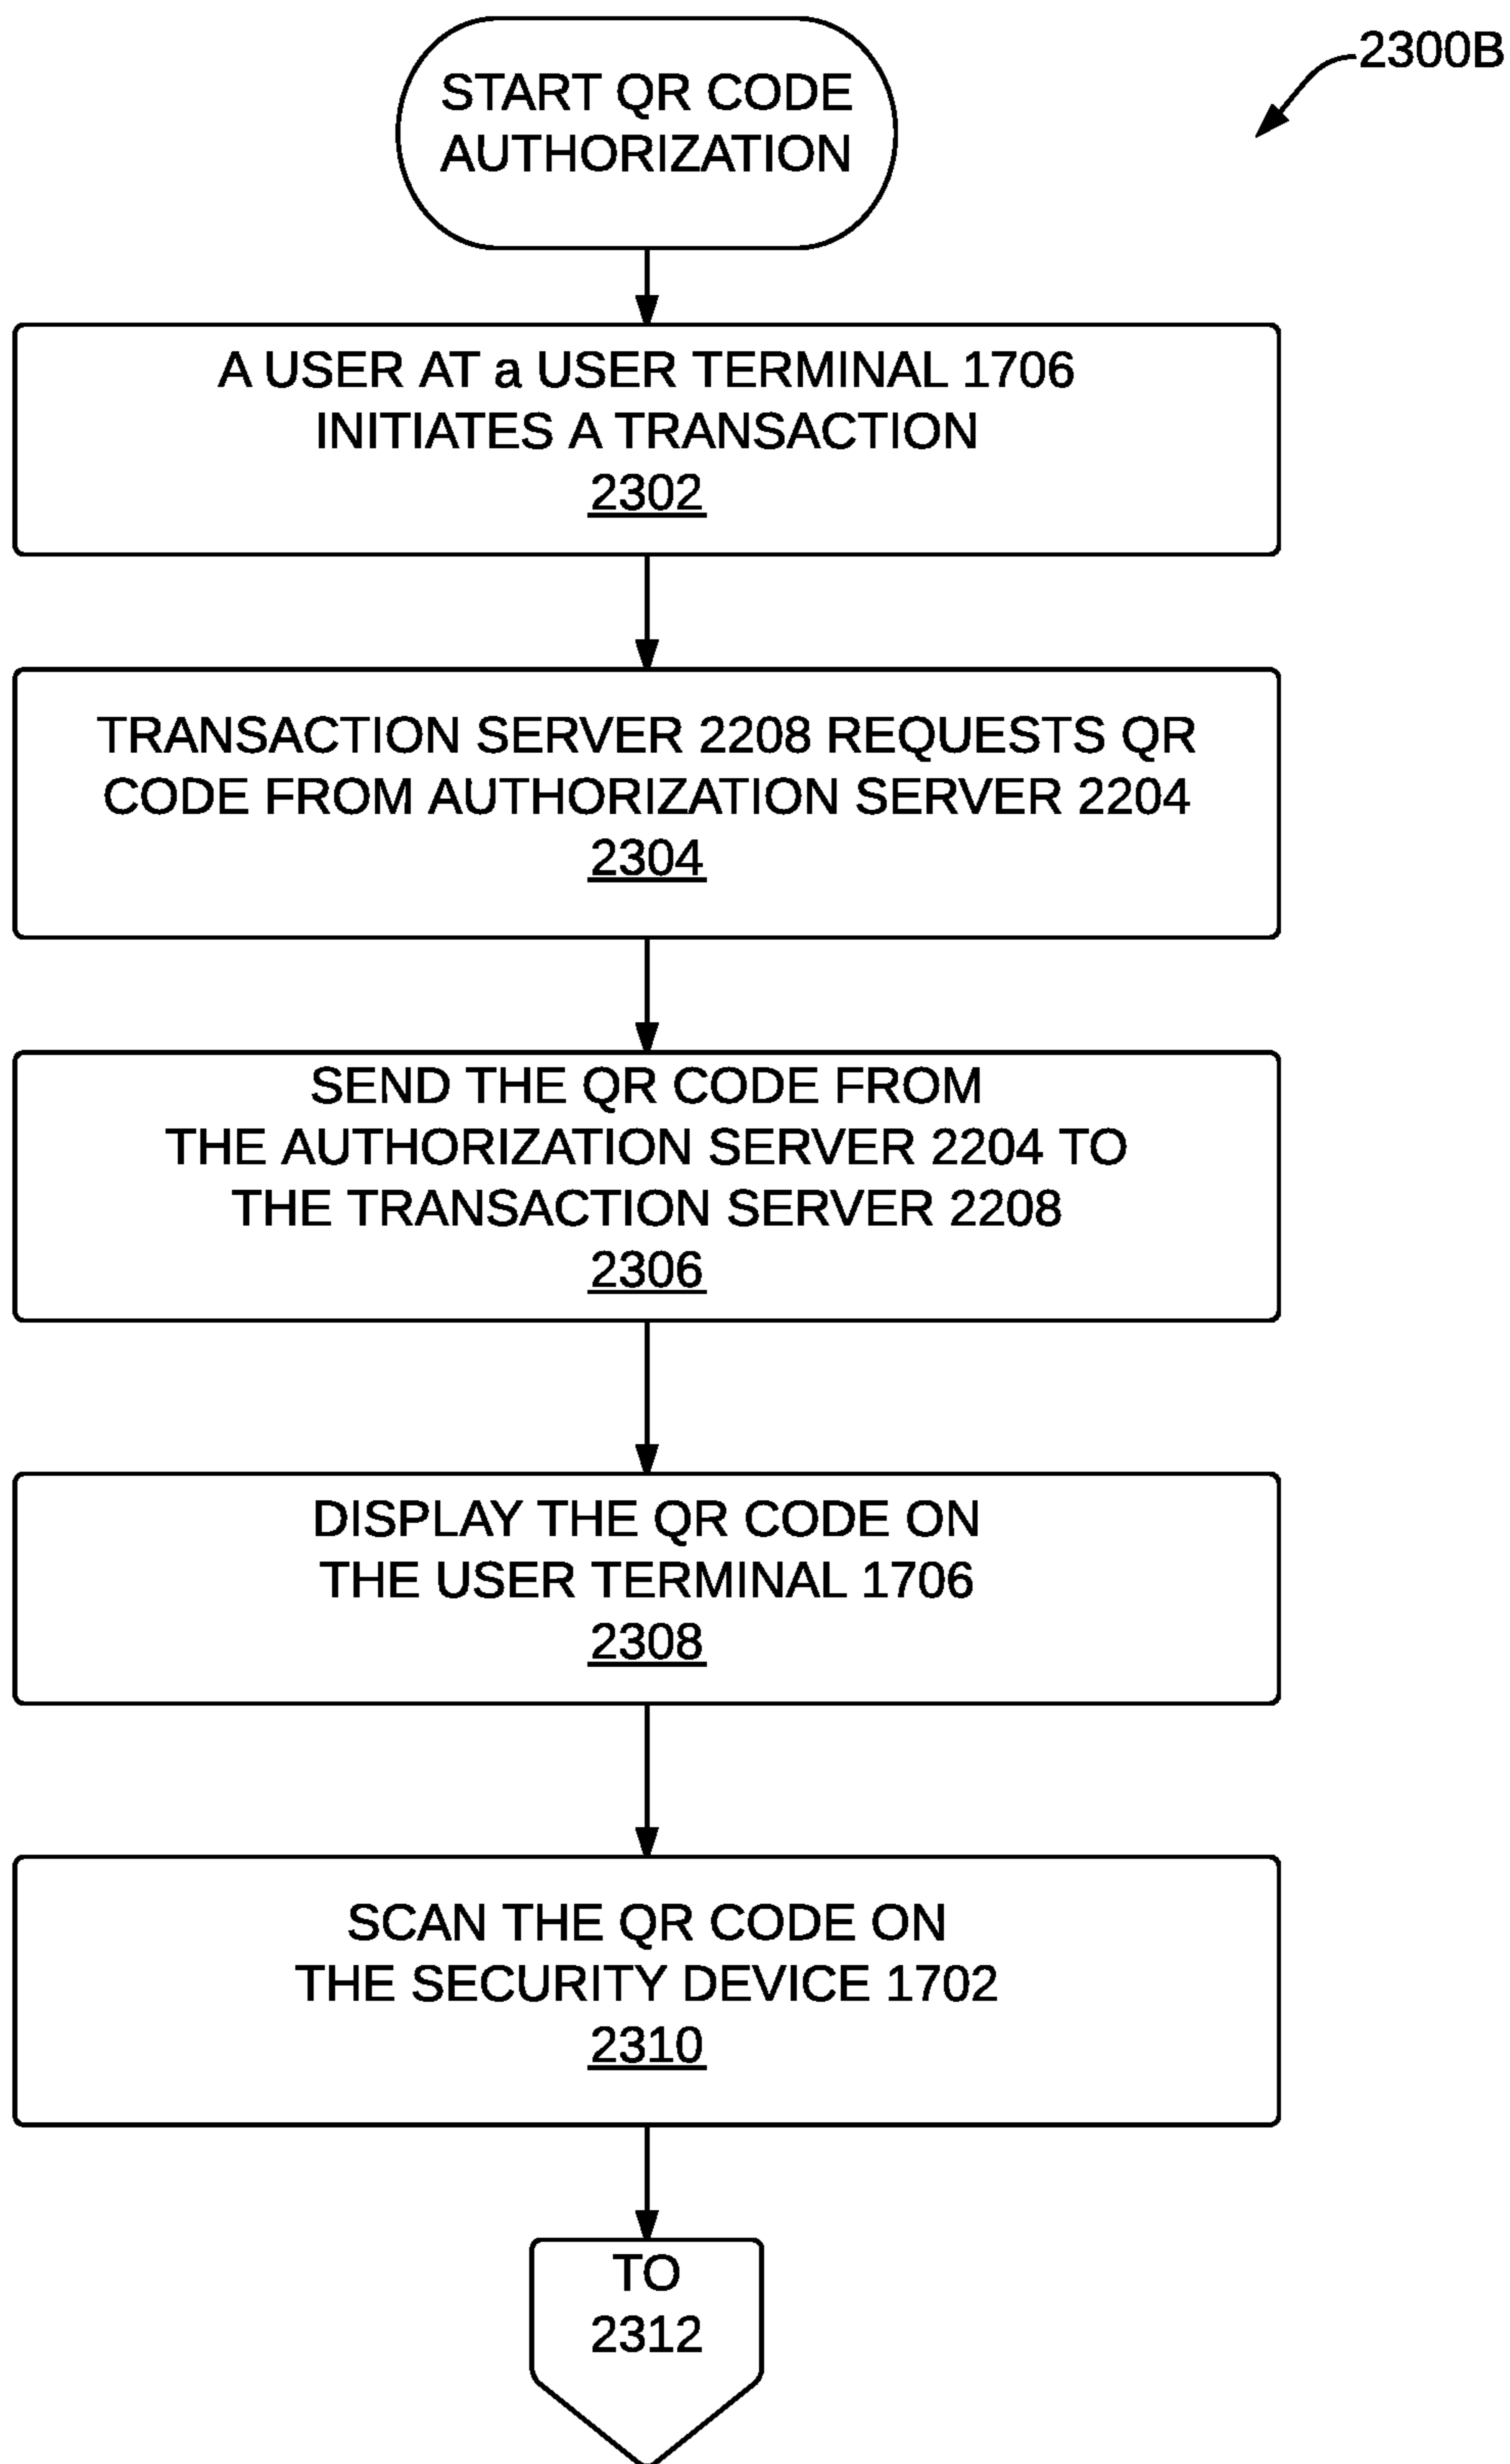 2300B
START QR CODE
AUTHORIZATION
A USER AT a USER TERMINAL 1706
INITIATES A TRANSACTION
2302
TRANSACTION SERVER 2208 REQUESTS QR
CODE FROM AUTHORIZATION SERVER 2204
2304
SEND THE QR CODE FROM
THE AUTHORIZATION SERVER 2204 TO
THE TRANSACTION SERVER 2208
2306
DISPLAY THE QR CODE ON
THE USER TERMINAL 1706
2308
SCAN THE QR CODE ON
THE SECURITY DEVICE 1702
2310
TO
2312